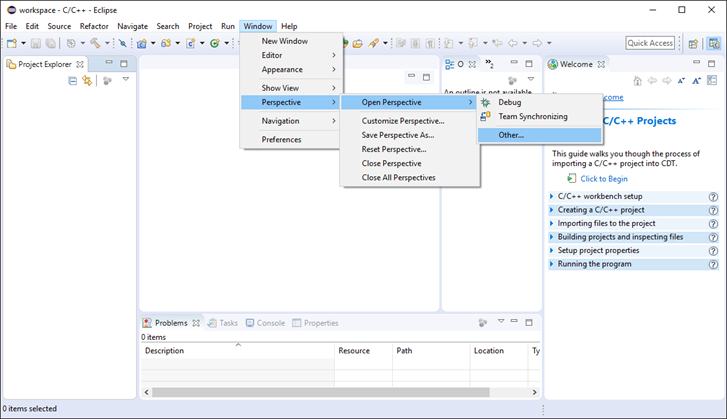 workspace - C/C++ - Eclipse
File Edit Source Refactor Navigate Search Project Run Window Help
Quick Access
Project Explorer
New Window
Editor
Appearance
Show View
Perspective
Navigation
Preferences
Open Perspective
Customize Perspective...
Save Perspective As...
Reset Perspective...
Close Perspective
Close All Perspectives
Debug
Team Synchronizing
Other...
O
2
An outline is not available
Welcome
come
C/C++ Projects
This guide walks you though the process of
importing a C/C++ project into CDT.
Click to Begin
C/C++ workbench setup
Creating a C/C++ project
Importing files to the project
Building projects and inspecting files
Setup project properties
Running the program
Problems Tasks Console Properties
0 items
Description Resource Path Location Ty
0 items selected